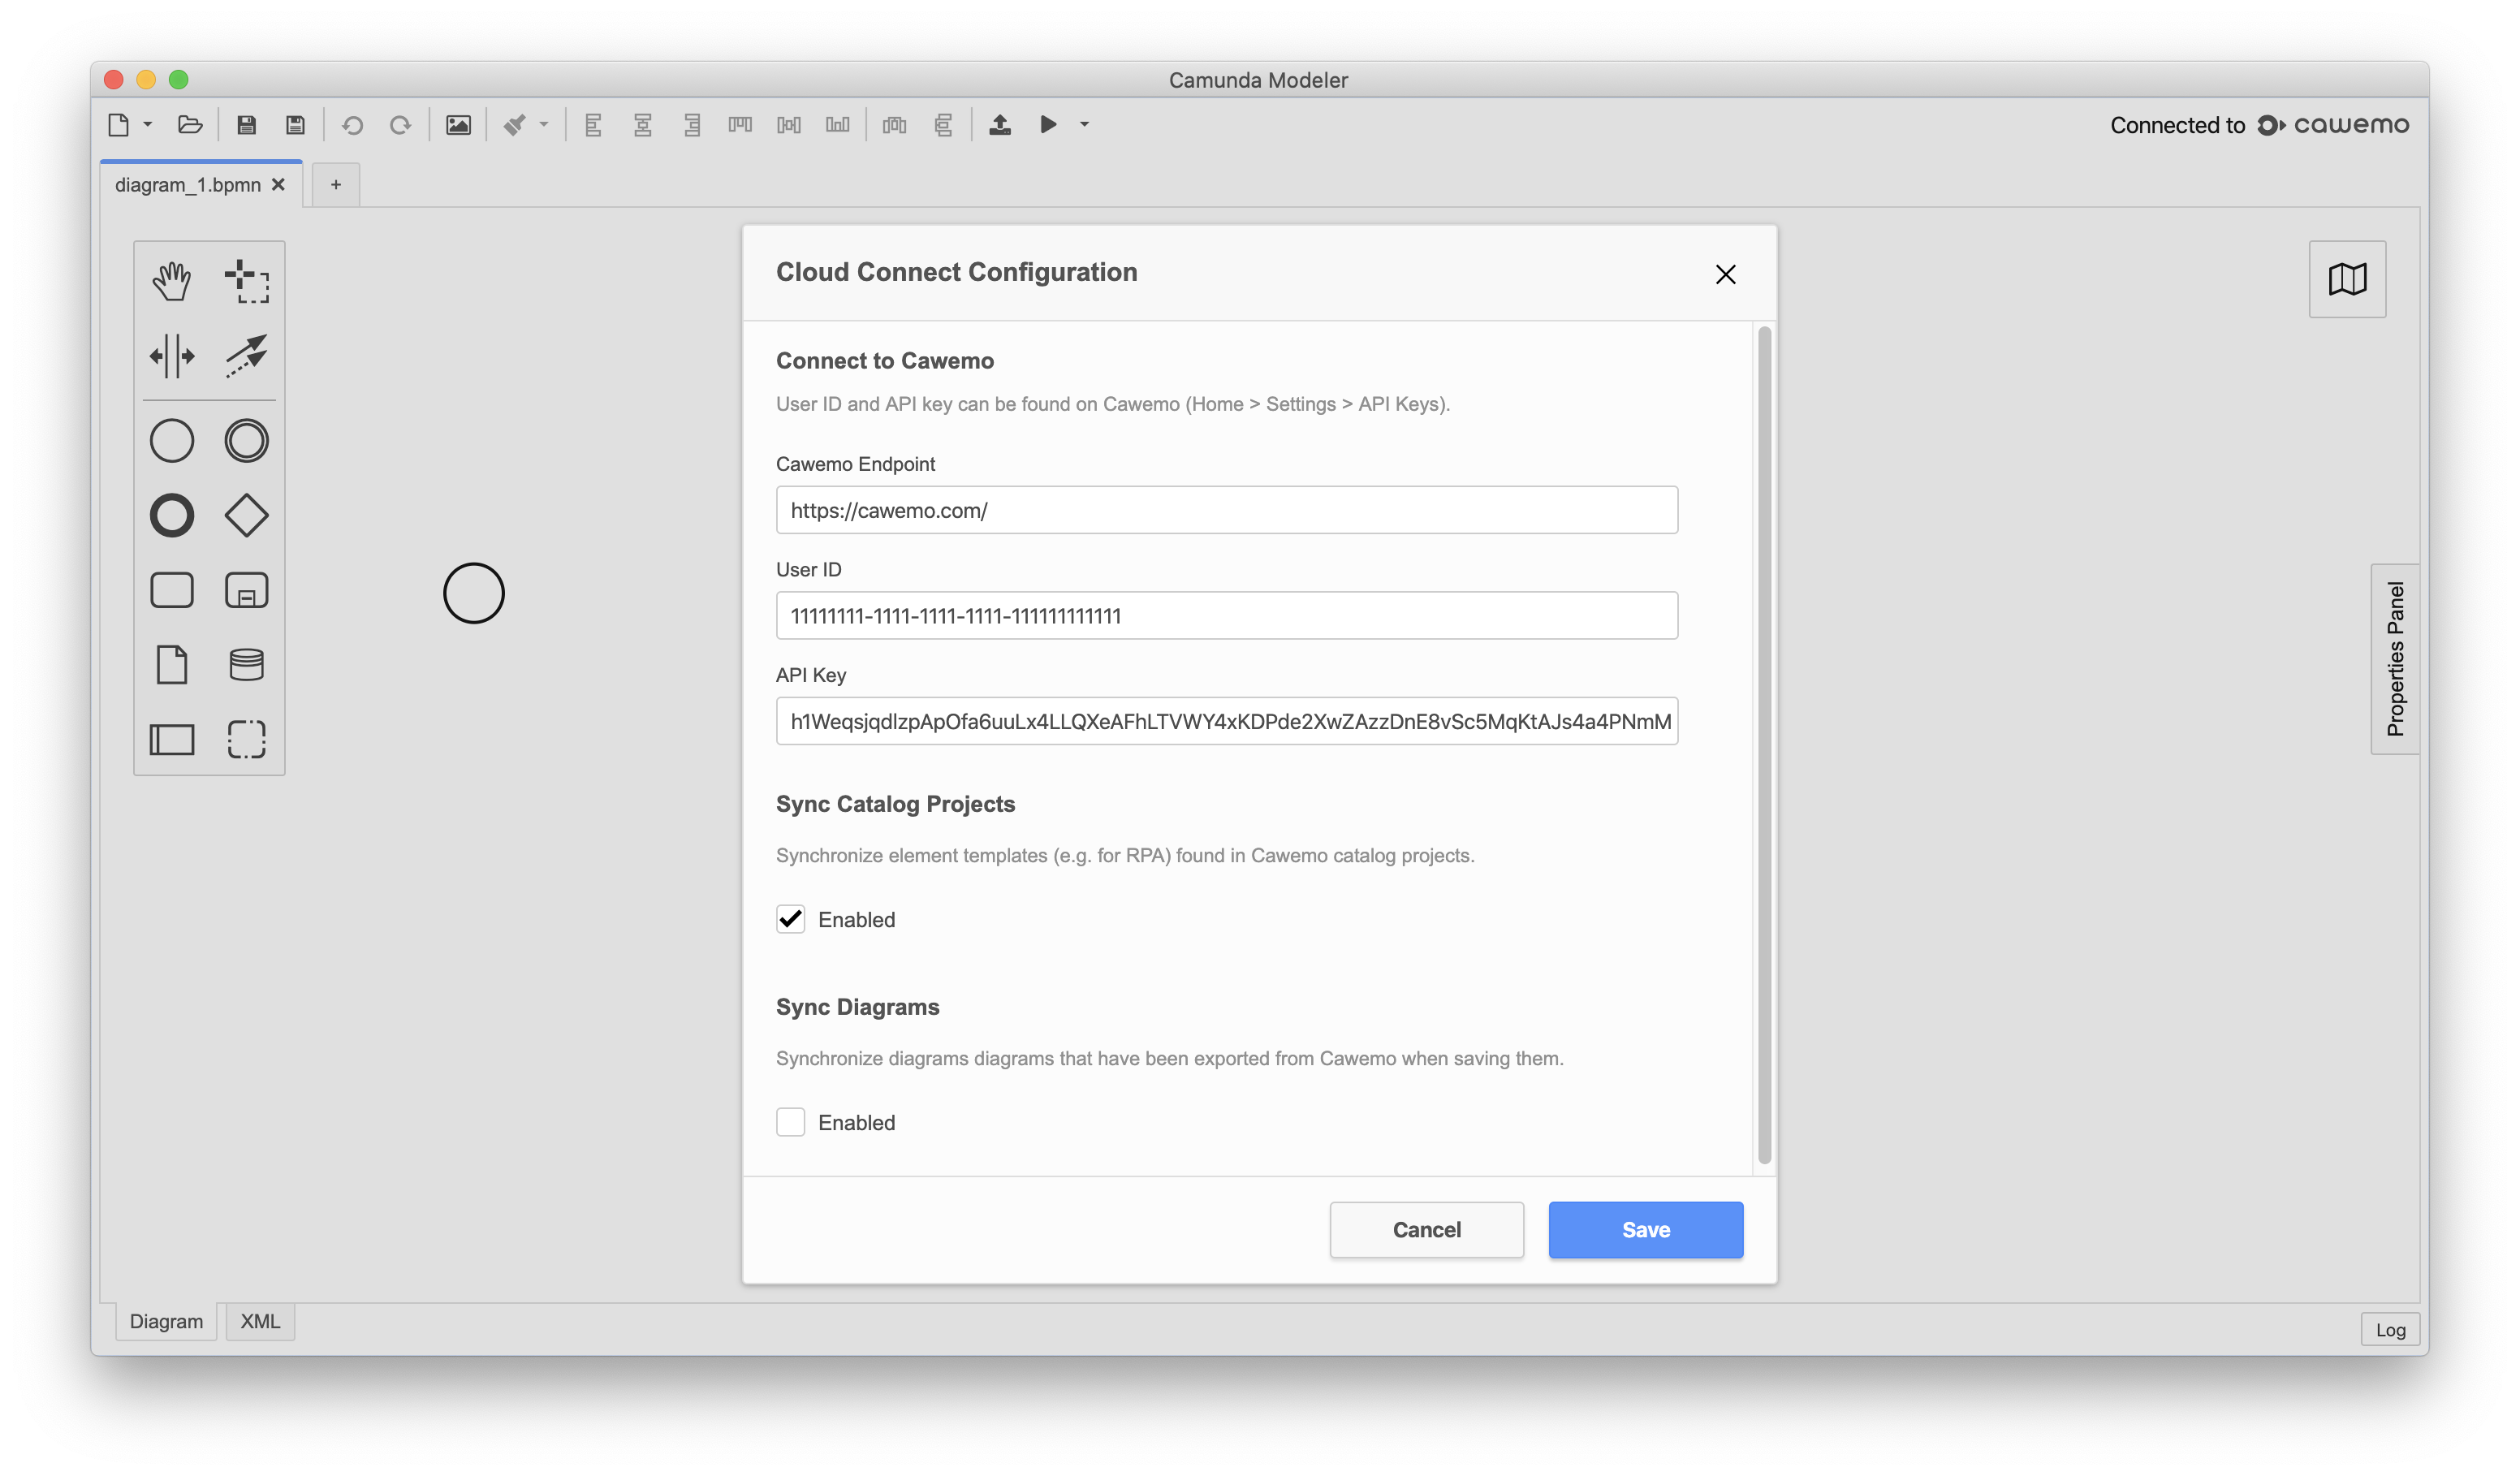 Camunda Modeler
Connected to cawemo
diagram_1.bpmn
Cloud Connect Configuration
Connect to Cawemo
User ID and API key can be found on Cawemo (Home > Settings > API Keys).
Cawemo Endpoint
https://cawemo.com/
User ID
11111111-1111-1111-1111-111111111111
API Key
h1WeqsjqdlzpApOfa6uuLx4LLQXeAFhLTVWY4xKDPde2XwZAzzDnE8vSc5MqKtAJs4a4PNmM
Sync Catalog Projects
Synchronize element templates (e.g. for RPA) found in Cawemo catalog projects.
Enabled
Sync Diagrams
Synchronize diagrams diagrams that have been exported from Cawemo when saving them.
Enabled
Cancel
Save
Properties Panel
Diagram
XML
Log